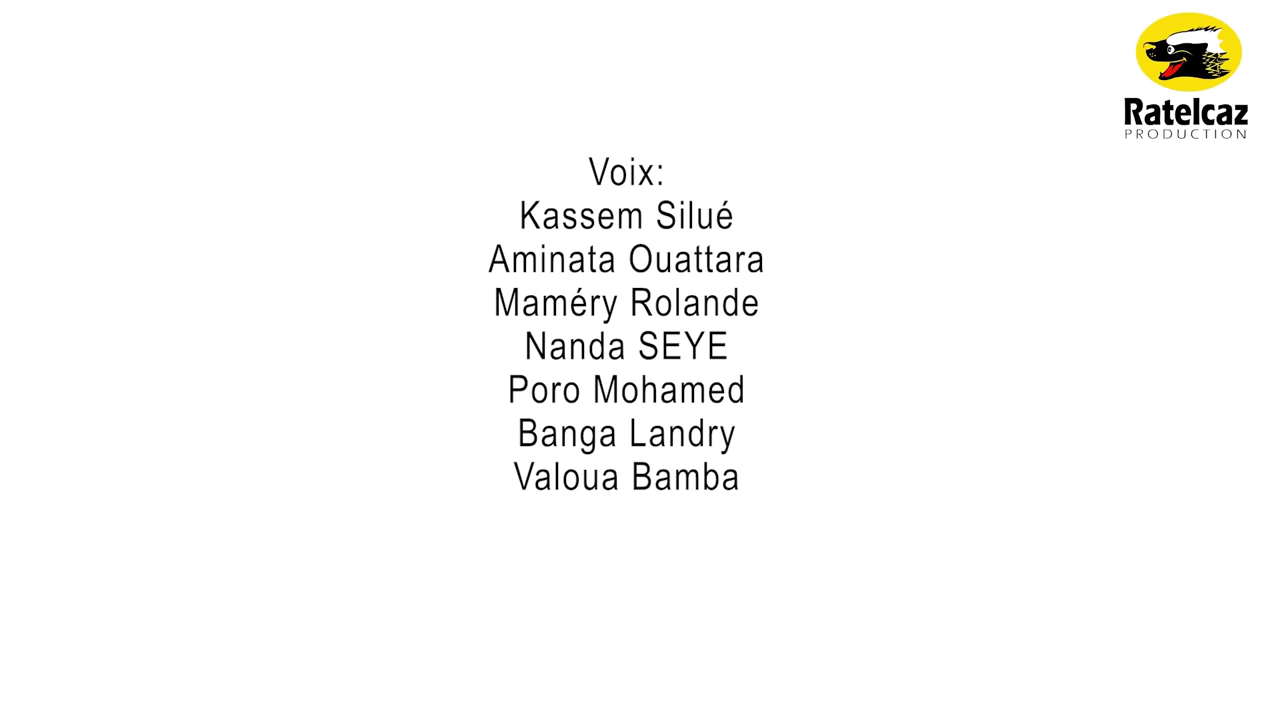 Ratelcaz
PRODUCTION
Voix:
Kassem Silué
Aminata Ouattara
Maméry Rolande
Nanda SEYE
Poro Mohamed
Banga Landry
Valoua Bamba